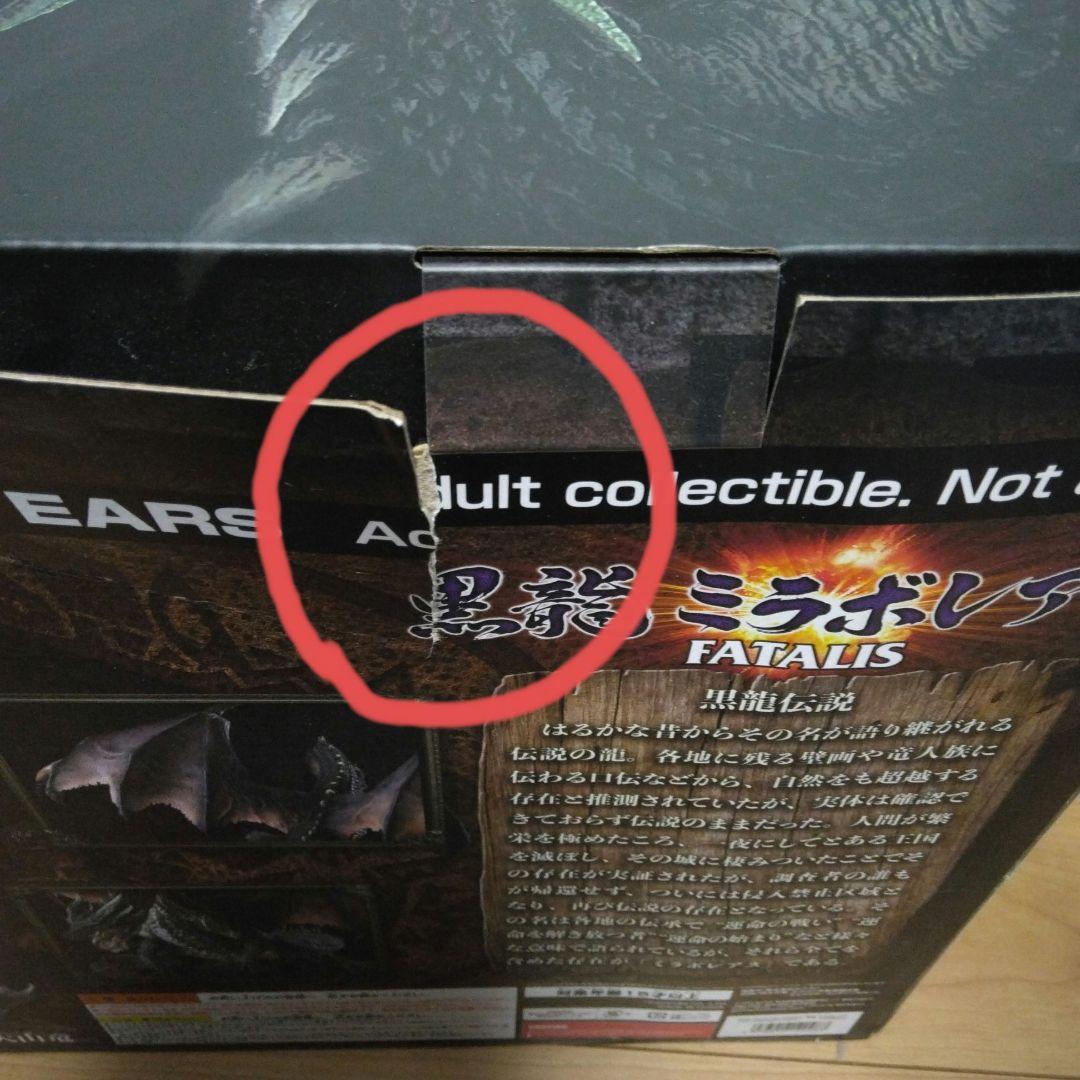 EARS Adult collectible. Not
黒龍 ミラボレア
FATALIS
黒龍伝説
はるかな昔からその名が語り継がれる
伝説の龍。各地に残る壁画や竜人族に
伝わる口伝などから、自然をも超越する
存在と推測されていたが、実体は確認で
きておらず伝説のままだった。人間が繁
栄を極めたころ、一夜にしてとある王国
を滅ぼし、その城に棲みついたことでそ
の存在が実証されたが、調査者の誰も
が帰還せず、ついには侵入禁止区域と
なり、再び伝説の存在となっている。そ
の名は各地の伝承で"運命の戦い""運
命を解き放つ者""運命の始まり"など様々
な意味で語られているが、それらすべてを
含めた存在が、"ミラボレアス"である。
対象年齢15才以上